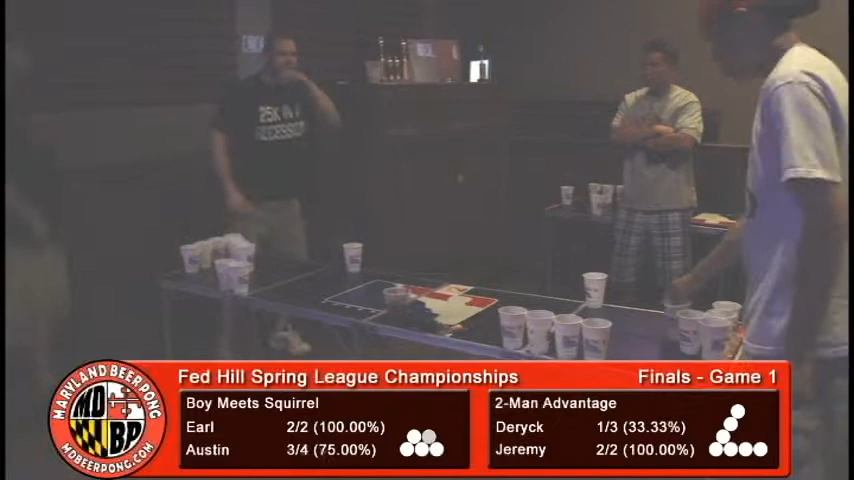 25K IN A
RECESSION
Fed Hill Spring League Championships
Finals - Game 1
Boy Meets Squirrel
Earl 2/2 (100.00%)
Austin 3/4 (75.00%)
2-Man Advantage
Deryck 1/3 (33.33%)
Jeremy 2/2 (100.00%)
MARYLAND BEER PONG
MD
BP
MDBEERPONG.COM